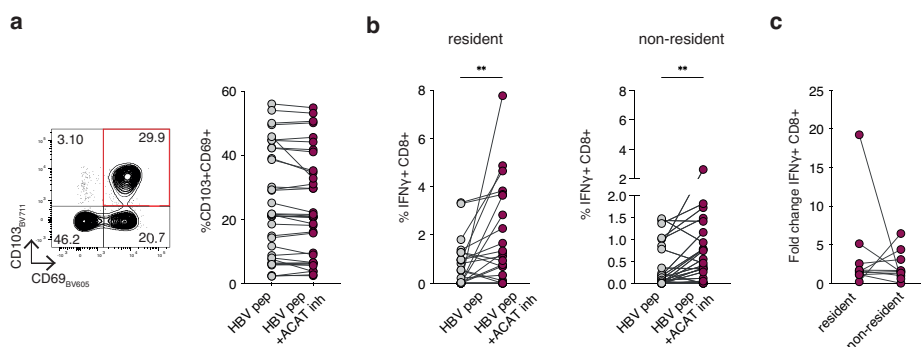 a
b
c
resident
non-resident
**
**
3.10
29.9
46.2
20.7
CD103BV711
CD69BV605
%CD103+CD69+
60
40
20
0
HBV pep
HBV pep
+ACAT inh
% IFNγ+ CD8+
8
6
4
2
0
HBV pep
HBV pep
+ACAT inh
% IFNγ+ CD8+
8
6
4
2
2.0
1.5
1.0
0.5
0.0
HBV pep
HBV pep
+ACAT inh
Fold change IFNγ+ CD8+
25
20
15
10
5
0
resident
non-resident